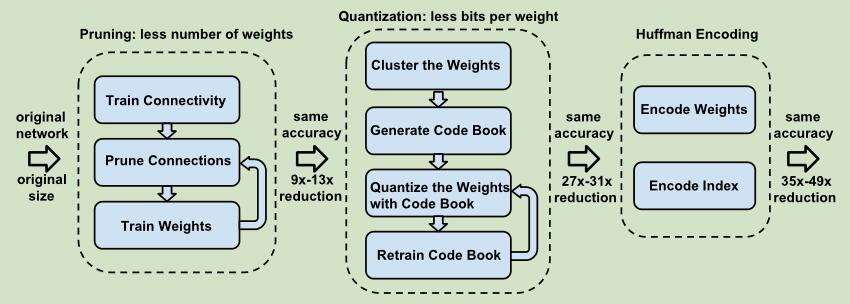 Pruning: less number of weights
Train Connectivity
Prune Connections
Train Weights
original
network
original
size
same
accuracy
9x-13x
reduction
Quantization: less bits per weight
Cluster the Weights
Generate Code Book
Quantize the Weights
with Code Book
Retrain Code Book
same
accuracy
27x-31x
reduction
Huffman Encoding
Encode Weights
Encode Index
same
accuracy
35x-49x
reduction